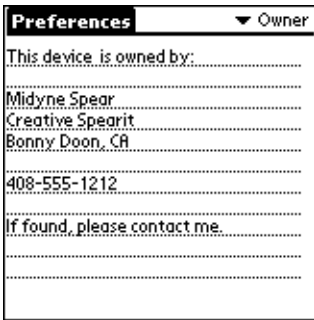 Preferences
Owner
This device is owned by:
Midyne Spear
Creative Spearit
Bonny Doon, CA
408-555-1212
If found, please contact me.